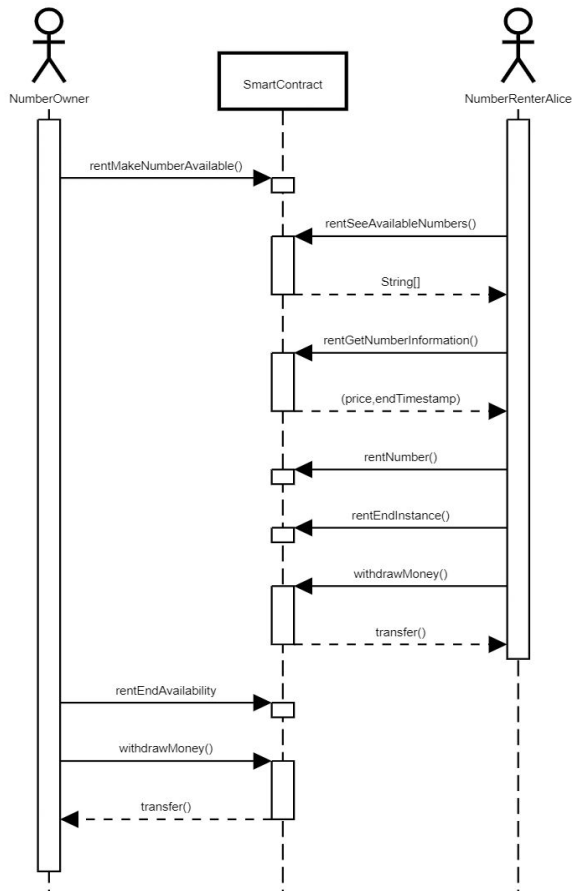 NumberOwner
SmartContract
NumberRenterAlice
rentMakeNumberAvailable()
rentSeeAvailableNumbers()
String[]
rentGetNumberInformation()
(price,endTimestamp)
rentNumber()
rentEndInstance()
withdrawMoney()
transfer()
rentEndAvailability
withdrawMoney()
transfer()